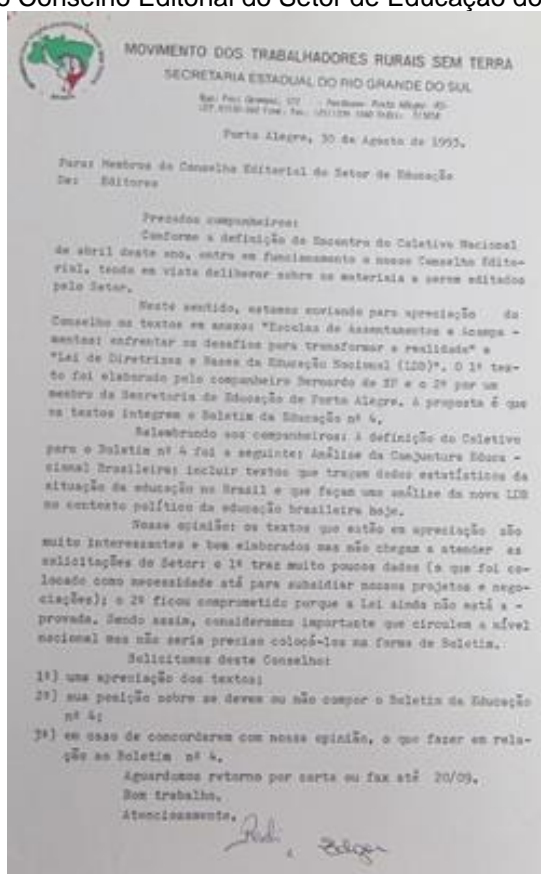 o Conselho Editorial do Setor de Educação do
MOVIMENTO DOS TRABALHADORES RURAIS SEM TERRA
SECRETARIA ESTADUAL DO RIO GRANDE DO SUL
Porto Alegre, 30 de Agosto de 1995.
Para: Membros do Conselho Editorial do Setor de Educação
De: Editores
Prezados companheiros:
Conforme a definição do Encontro do Coletivo Nacional
de abril deste ano, entra em funcionamento o nosso Conselho Edito-
rial, tendo em vista deliberar sobre os materiais a serem editados
pelo Setor.
Neste sentido, estamos enviando para apreciação do
Conselho os textos em anexo: "Escolas de Assentamentos e Acampa -
mentos: enfrentar os desafios para transformar a realidade" e
"Lei de Diretrizes e Bases da Educação Nacional (LDB)". O 1º tex-
to foi elaborado pelo companheiro Bernardo de SP e o 2º por um
membro da Secretaria de Educação de Porto Alegre. A proposta é que
os textos integrem o Boletim da Educação nº 4.
Relembrando aos companheiros: A definição do Coletivo
para o Boletim nº 4 foi a seguinte: Análise da Conjuntura Educa -
cional Brasileira; incluir textos que tragam dados estatísticos da
situação da educação no Brasil e que façam uma análise da nova LDB
no contexto político da educação brasileira hoje.
Nossa opinião: os textos que estão em apreciação são
muito interessantes e bem elaborados mas não chegam a atender as
solicitações do Setor: o 1º traz muito poucos dados (o que foi co-
locado como necessidade até para subsidiar nossos projetos e nego-
ciações); o 2º ficou comprometido porque a Lei ainda não está a -
provada. Sendo assim, consideramos importante que circulem a nível
nacional mas não seria preciso colocá-los na forma de Boletim.
Solicitamos deste Conselho:
1º) uma apreciação dos textos;
2º) sua posição sobre se devem ou não compor o Boletim da Educação
nº 4;
3º) em caso de concordarem com nossa opinião, o que fazer em rela-
ção ao Boletim nº 4.
Aguardamos retorno por carta ou fax até 20/09.
Bom trabalho.
Atenciosamente,
Edgar